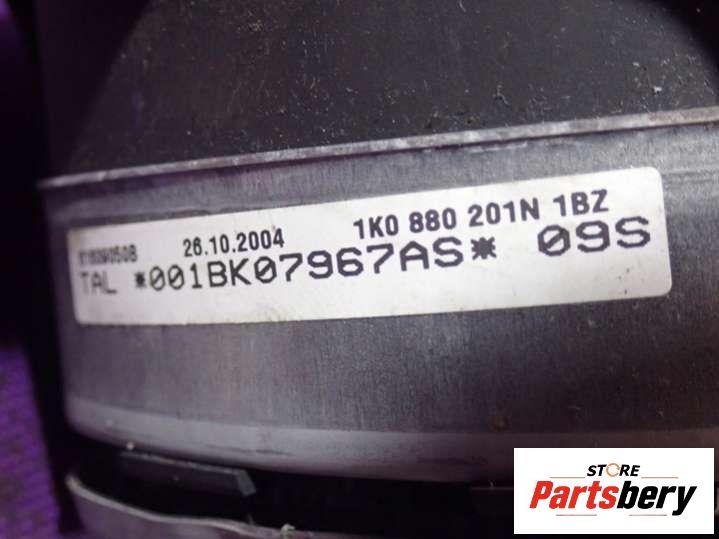 26.10.2004 1K0 880 201N 1BZ
TAL *001BK07967AS* 09S
STORE
Partsbery